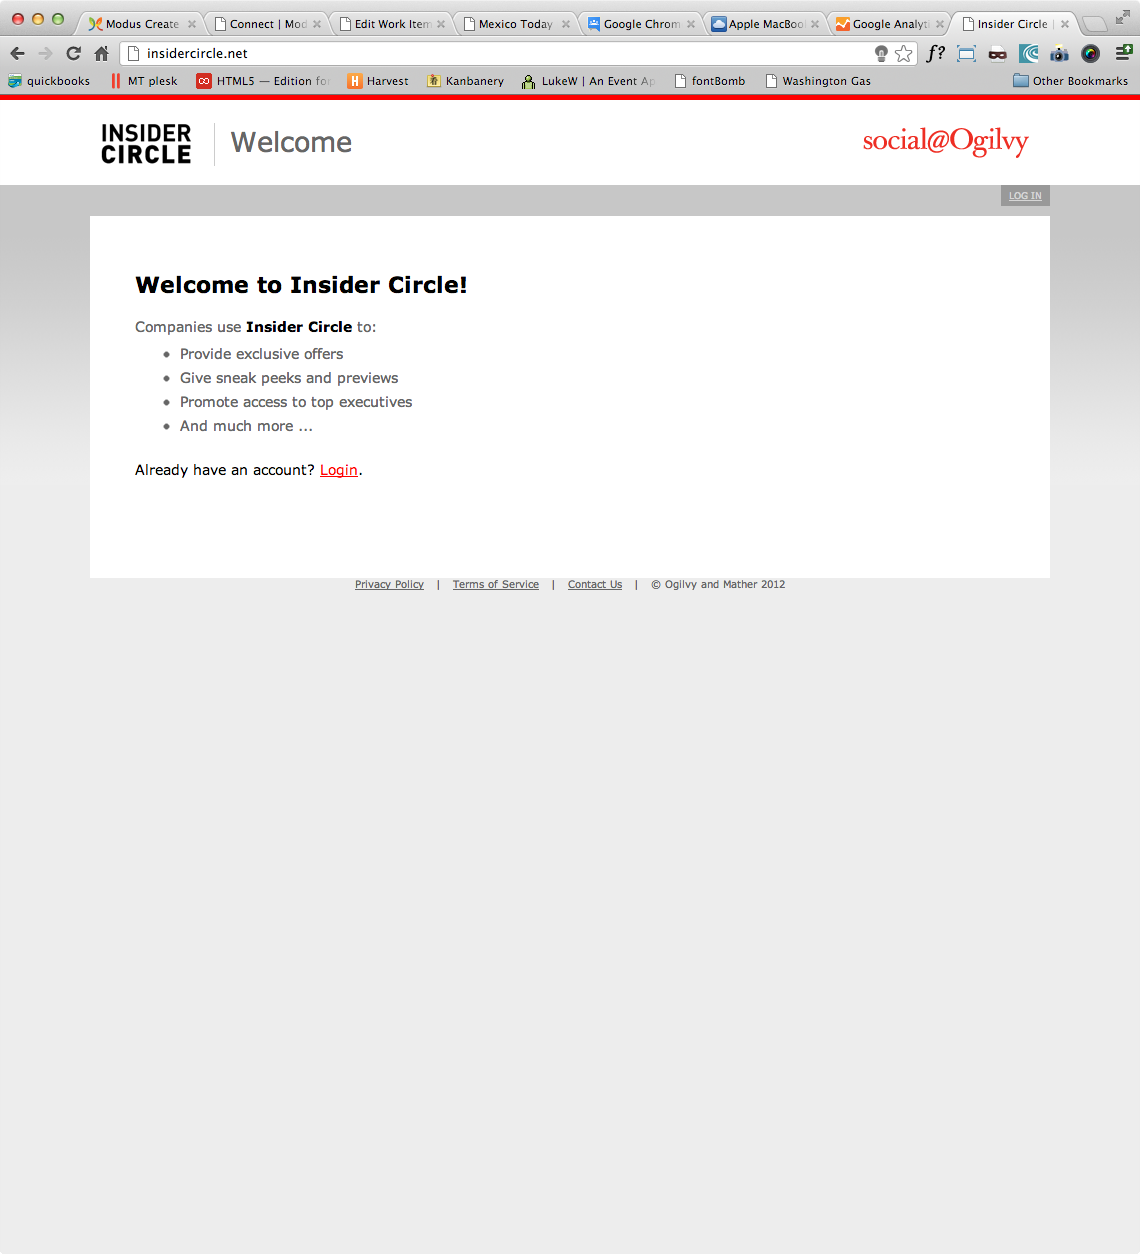 Modus Create
Connect | Mod
Edit Work Item
Mexico Today
Google Chrom
Apple MacBoo
Google Analyti
Insider Circle |
insidercircle.net
f?
quickbooks
MT plesk
HTML5 — Edition for
Harvest
Kanbanery
LukeW | An Event Ap
fontBomb
Washington Gas
Other Bookmarks
INSIDER
CIRCLE
Welcome
social@Ogilvy
LOG IN
Welcome to Insider Circle!
Companies use Insider Circle to:
• Provide exclusive offers
• Give sneak peeks and previews
• Promote access to top executives
• And much more ...
Already have an account? Login.
Privacy Policy | Terms of Service | Contact Us | © Ogilvy and Mather 2012